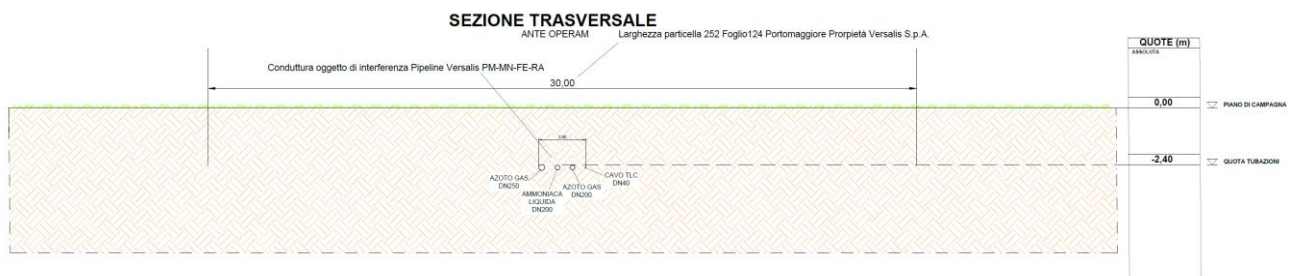 SEZIONE TRASVERSALE
ANTE OPERAM
Larghezza particella 252 Foglio124 Portomaggiore Prorpietà Versalis S.p.A.
Conduttura oggetto di interferenza Pipeline Versalis PM-MN-FE-RA
30,00
QUOTE (m)
ASSOLUTA
0,00
PIANO DI CAMPAGNA
-2,40
QUOTA TUBAZIONI
AZOTO GAS
DN250
AMMONIACA
LIQUIDA
DN200
AZOTO GAS
DN200
CAVO TLC
DN40